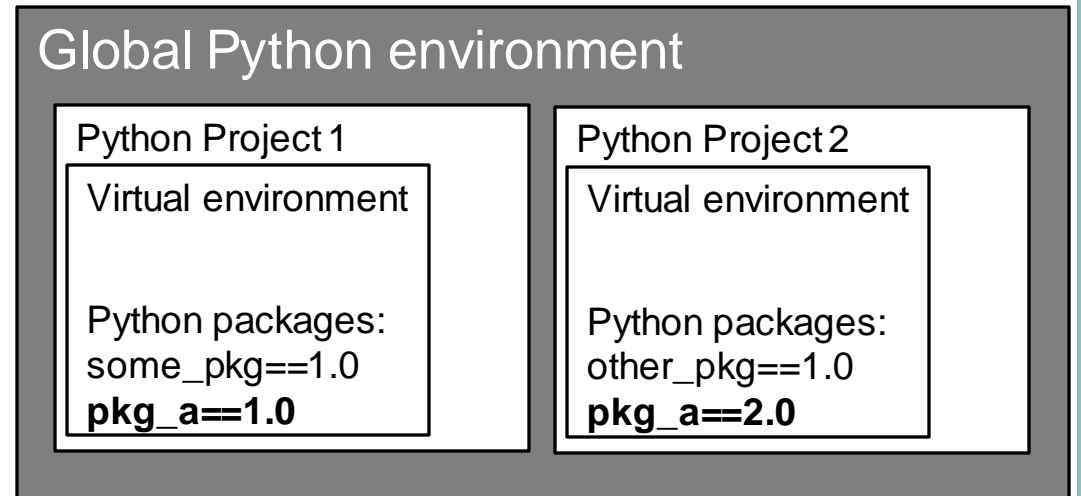 Global Python environment
Python Project 1
Virtual environment
Python packages:
some_pkg==1.0
pkg_a==1.0
Python Project 2
Virtual environment
Python packages:
other_pkg==1.0
pkg_a==2.0